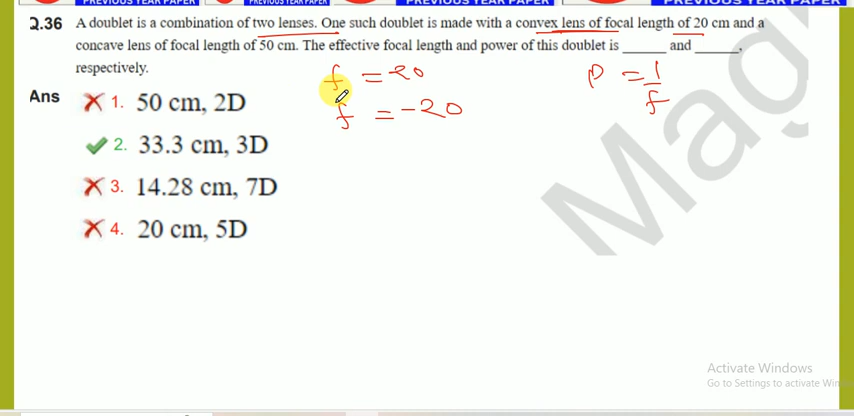 PREVIOUS YEAR PAPER PREVIOUS YEAR PAPER PREVIOUS YEAR PAPER PREVIOUS YEAR PAPER
Q.36 A doublet is a combination of two lenses. One such doublet is made with a convex lens of focal length of 20 cm and a
concave lens of focal length of 50 cm. The effective focal length and power of this doublet is ______ and ______,
respectively.
f = 20
P = 1/f
f = -20
Ans 1. 50 cm, 2D
2. 33.3 cm, 3D
3. 14.28 cm, 7D
4. 20 cm, 5D
Mag
Activate Windows
Go to Settings to activate Win